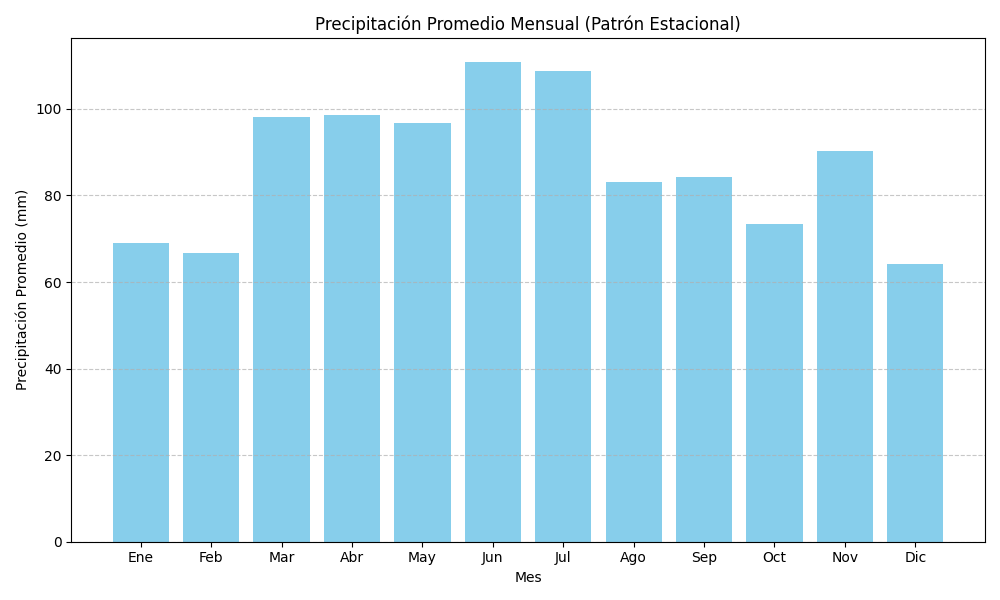 Precipitación Promedio Mensual (Patrón Estacional)
Precipitación Promedio (mm)
100
80
60
40
20
0
Ene Feb Mar Abr May Jun Jul Ago Sep Oct Nov Dic
Mes